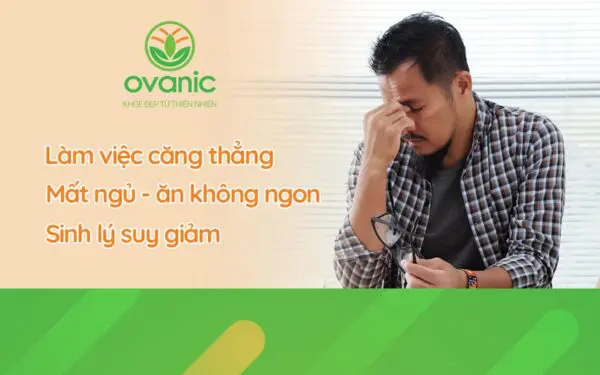 ovanic
KHỎE ĐẸP TỪ THIÊN NHIÊN
Làm việc căng thẳng
Mất ngủ - ăn không ngon
Sinh lý suy giảm